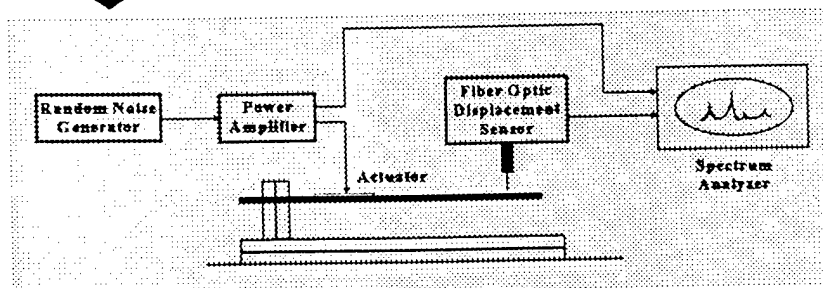 Random Noise
Generator
Power
Amplifier
Fiber Optic
Displacement
Sensor
Actuator
Spectrum
Analyzer